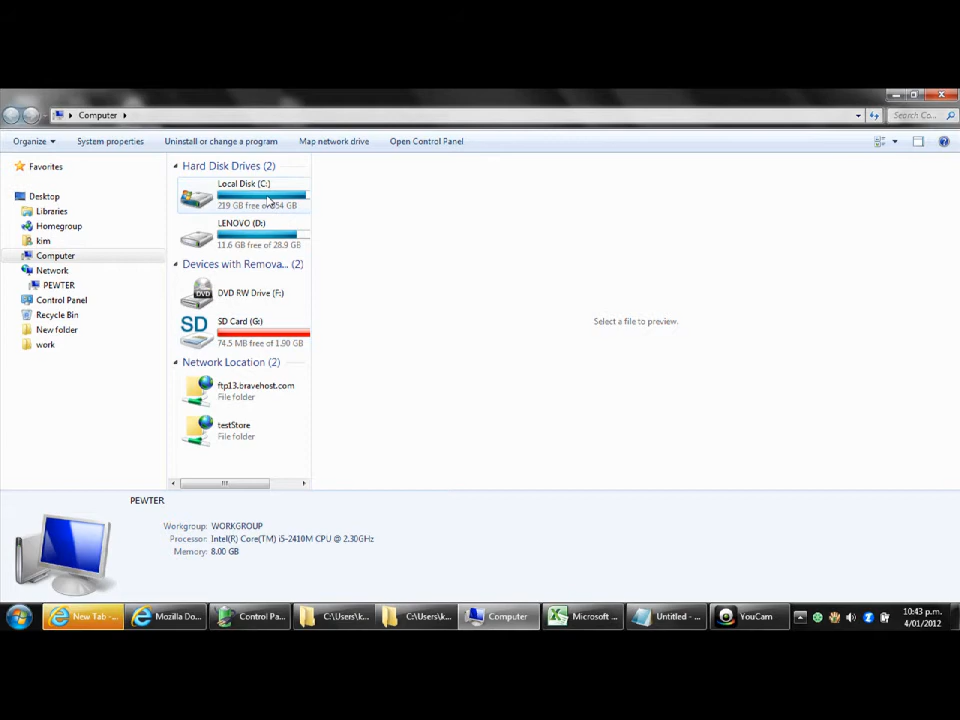 Computer
Search Co...
Organize
System properties
Uninstall or change a program
Map network drive
Open Control Panel
Favorites
Desktop
Libraries
Homegroup
kim
Computer
Network
PEWTER
Control Panel
Recycle Bin
New folder
work
Hard Disk Drives (2)
Local Disk (C:)
219 GB free of 254 GB
LENOVO (D:)
11.6 GB free of 28.9 GB
Devices with Remova... (2)
DVD RW Drive (F:)
DVD
SD Card (G:)
SD
74.5 MB free of 1.90 GB
Network Location (2)
ftp13.bravehost.com
File folder
testStore
File folder
Select a file to preview.
PEWTER
Workgroup: WORKGROUP
Processor: Intel(R) Core(TM) i5-2410M CPU @ 2.30GHz
Memory: 8.00 GB
New Tab -...
Mozilla Do...
Control Pa...
C:\Users\k...
C:\Users\k...
Computer
Microsoft ...
Untitled - ...
YouCam
10:43 p.m.
4/01/2012